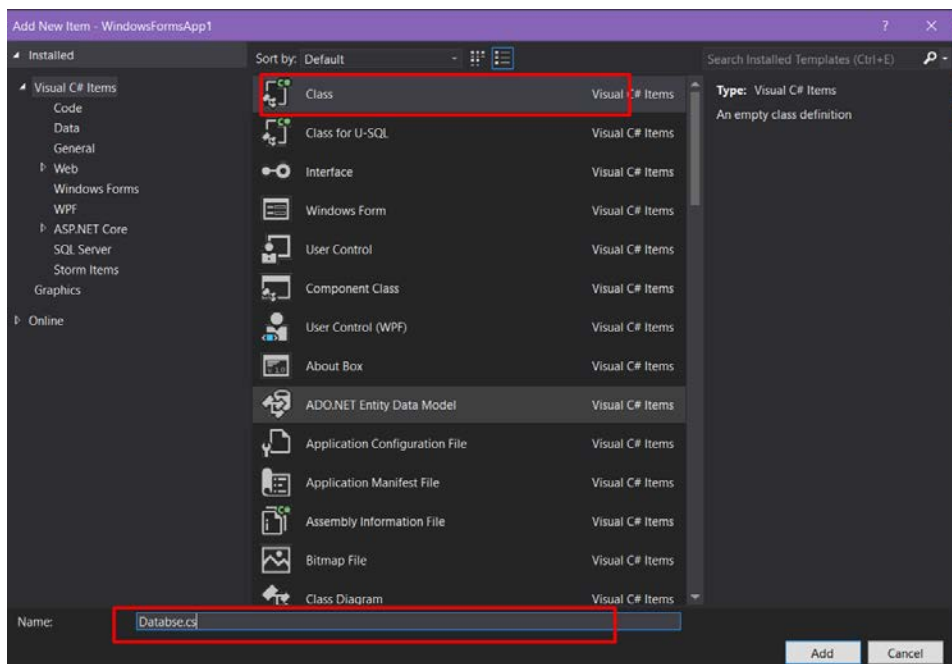 Add New Item - WindowsFormsApp1 ? ×
Installed
Sort by: Default
Search Installed Templates (Ctrl+E)
Visual C# Items
Code
Data
General
Web
Windows Forms
WPF
ASP.NET Core
SQL Server
Storm Items
Graphics
Online
Class Visual C# Items
Class for U-SQL Visual C# Items
Interface Visual C# Items
Windows Form Visual C# Items
User Control Visual C# Items
Component Class Visual C# Items
User Control (WPF) Visual C# Items
About Box Visual C# Items
ADO.NET Entity Data Model Visual C# Items
Application Configuration File Visual C# Items
Application Manifest File Visual C# Items
Assembly Information File Visual C# Items
Bitmap File Visual C# Items
Class Diagram Visual C# Items
Type: Visual C# Items
An empty class definition
Name: Databse.cs
Add Cancel